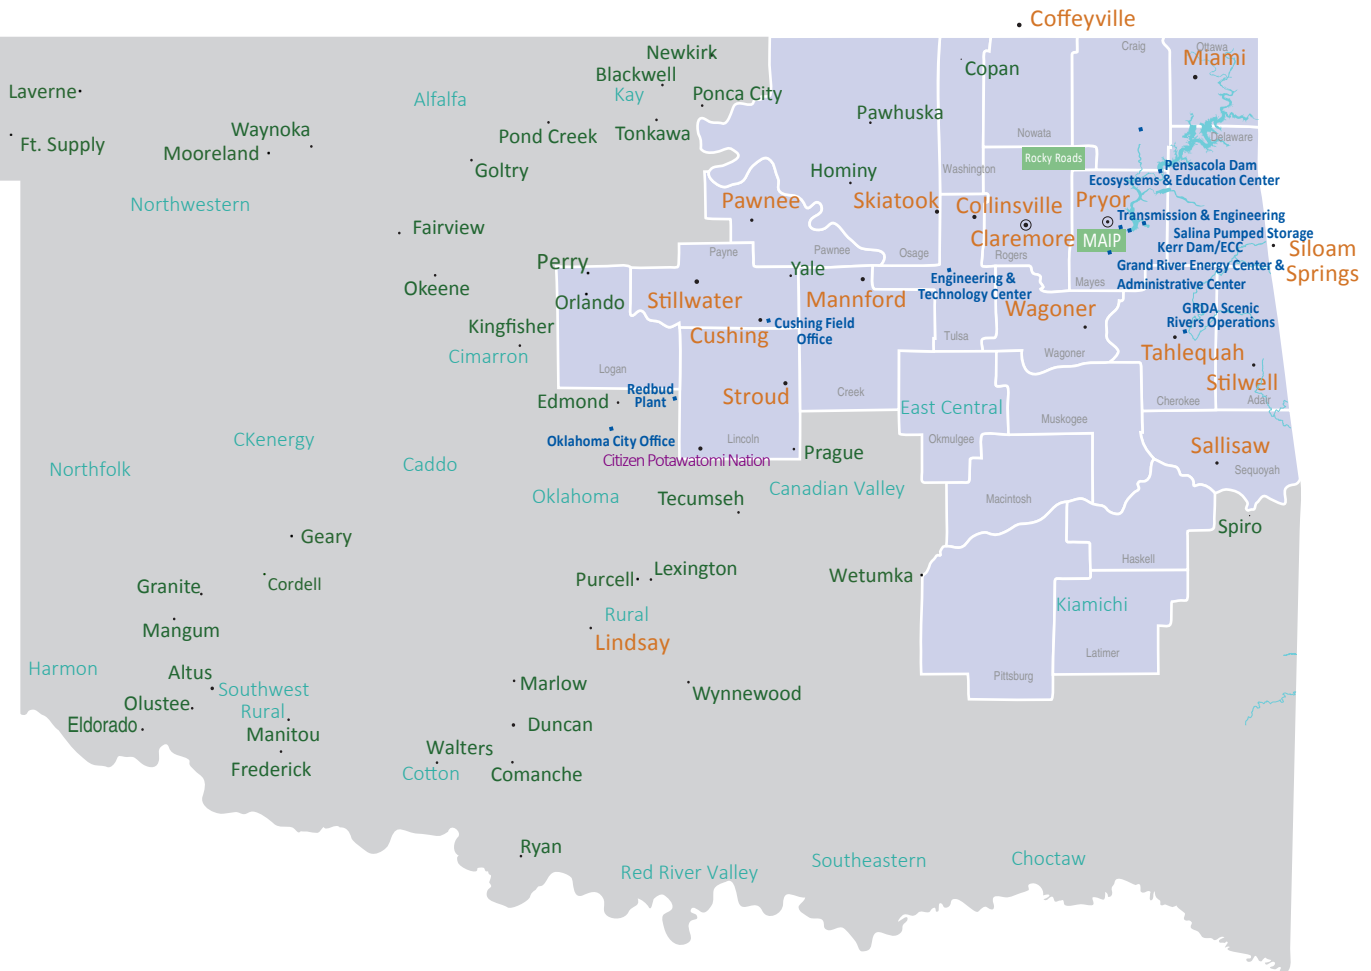 Coffeyville
Newkirk
Blackwell
Kay
Ponca City
Copan
Craig
Ottawa
Miami
Laverne
Alfalfa
Pawhuska
Ft. Supply
Waynoka
Mooreland
Pond Creek
Tonkawa
Nowata
Delaware
Goltry
Hominy
Washington
Rocky Roads
Pensacola Dam
Ecosystems & Education Center
Northwestern
Pawnee
Skiatook
Collinsville
Pryor
Transmission & Engineering
Fairview
Claremore
MAIP
Salina Pumped Storage
Kerr Dam/ECC
Siloam
Springs
Payne
Pawnee
Osage
Rogers
Perry
Yale
Grand River Energy Center &
Administrative Center
Mayes
Okeene
Orlando
Stillwater
Mannford
Engineering &
Technology Center
Wagoner
GRDA Scenic
Rivers Operations
Kingfisher
Cushing
Cushing Field
Office
Tulsa
Cimarron
Wagoner
Tahlequah
Logan
Stilwell
Redbud
Plant
Stroud
Creek
Edmond
East Central
Cherokee
Adair
Muskogee
CKenergy
Oklahoma City Office
Lincoln
Okmulgee
Sallisaw
Northfolk
Caddo
Citizen Potawatomi Nation
Prague
Sequoyah
Oklahoma
Tecumseh
Canadian Valley
Macintosh
Spiro
Geary
Haskell
Granite
Cordell
Purcell
Lexington
Wetumka
Mangum
Rural
Kiamichi
Lindsay
Latimer
Harmon
Altus
Southwest
Rural
Marlow
Wynnewood
Pittsburg
Olustee
Eldorado
Manitou
Duncan
Frederick
Walters
Cotton
Comanche
Ryan
Red River Valley
Southeastern
Choctaw